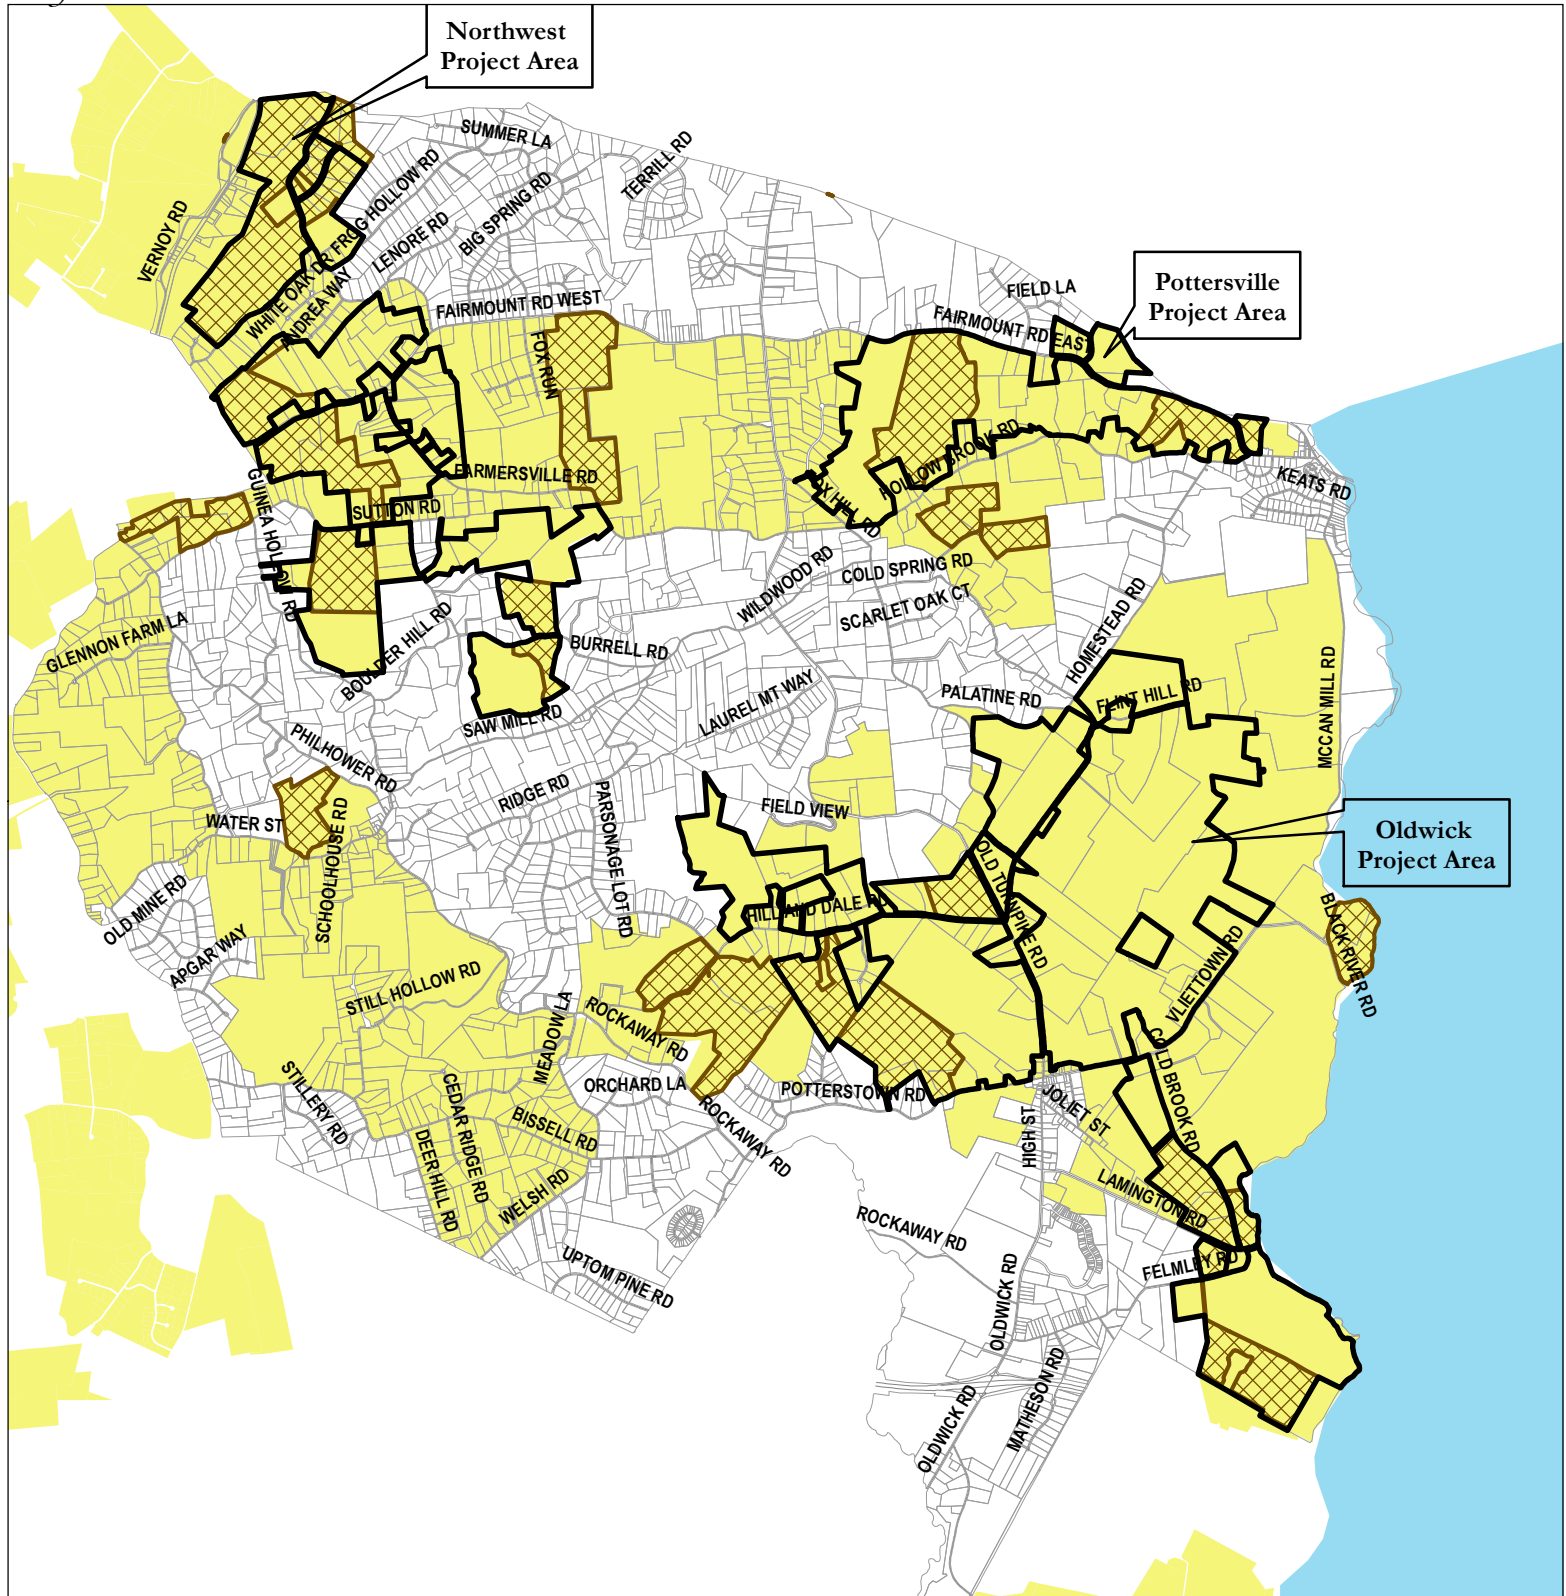 Northwest
Project Area
SUMMER LA
TERRILL RD
FROG HOLLOW RD
BIG SPRING RD
VERNOY RD
LENORE RD
WHITE OAK DR
ANDREA WAY
FAIRMOUNT RD WEST
FIELD LA
Pottersville
Project Area
FAIRMOUNT RD EAST
FOX RUN
HOLLOW BROOK RD
FARMERSVILLE RD
FOX HILL RD
KEATS RD
GUINEA HOLLOW RD
SUTTON RD
COLD SPRING RD
WILDWOOD RD
SCARLET OAK CT
HOMESTEAD RD
GLENNON FARM LA
BOULDER HILL RD
BURRELL RD
PALATINE RD
FLINT HILL RD
MCCAN MILL RD
LAUREL MT WAY
SAW MILL RD
PHILHOWER RD
RIDGE RD
PARSONAGE LOT RD
FIELD VIEW
WATER ST
SCHOOLHOUSE RD
Oldwick
Project Area
OLD TURNPIKE RD
HILL AND DALE RD
OLD MINE RD
APGAR WAY
BLACK RIVER RD
VLIETTOWN RD
STILL HOLLOW RD
ROCKAWAY RD
MEADOW LA
COLD BROOK RD
STILLERY RD
CEDAR RIDGE RD
ORCHARD LA
POTTERSTOWN RD
JOLIET ST
HIGH ST
BISSELL RD
ROCKAWAY RD
DEER HILL RD
WELSH RD
LAMINGTON RD
ROCKAWAY RD
FELMLEY RD
UPTOM PINE RD
OLDWICK RD
MATHESON RD
OLDWICK RD